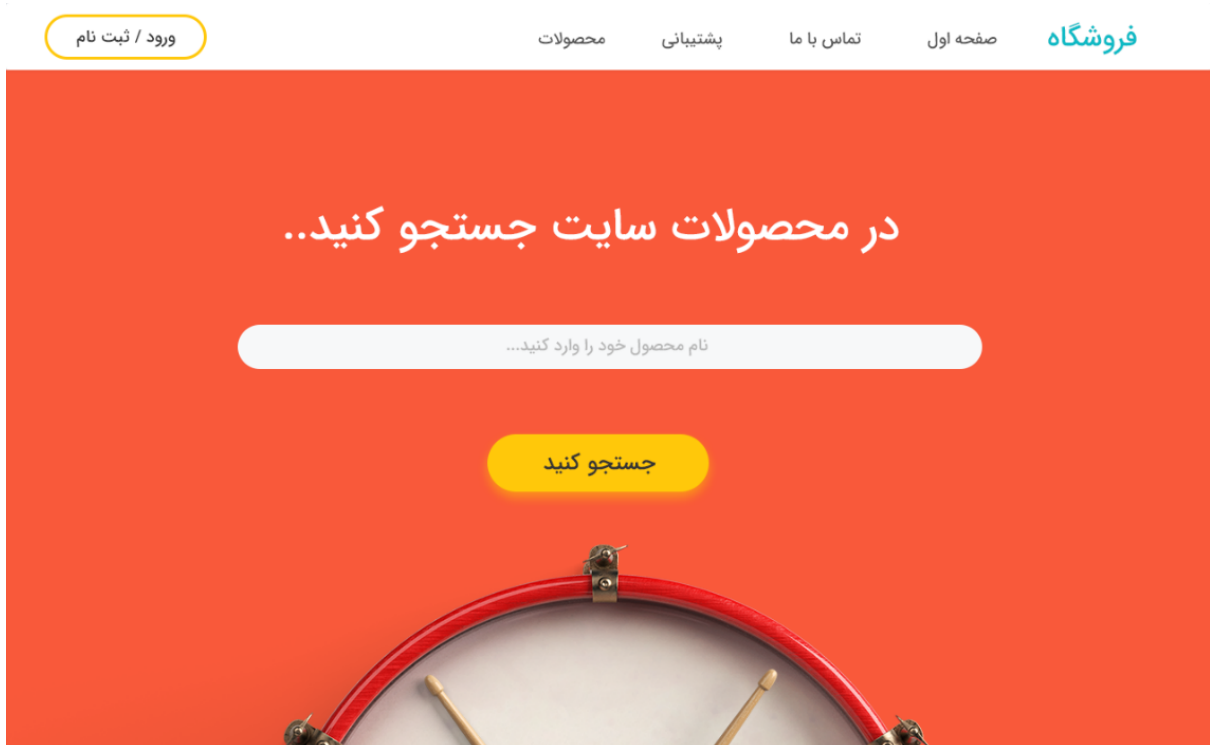 فروشگاه
صفحه اول
تماس با ما
پشتیبانی
محصولات
ورود / ثبت نام
در محصولات سایت جستجو کنید..
نام محصول خود را وارد کنید...
جستجو کنید